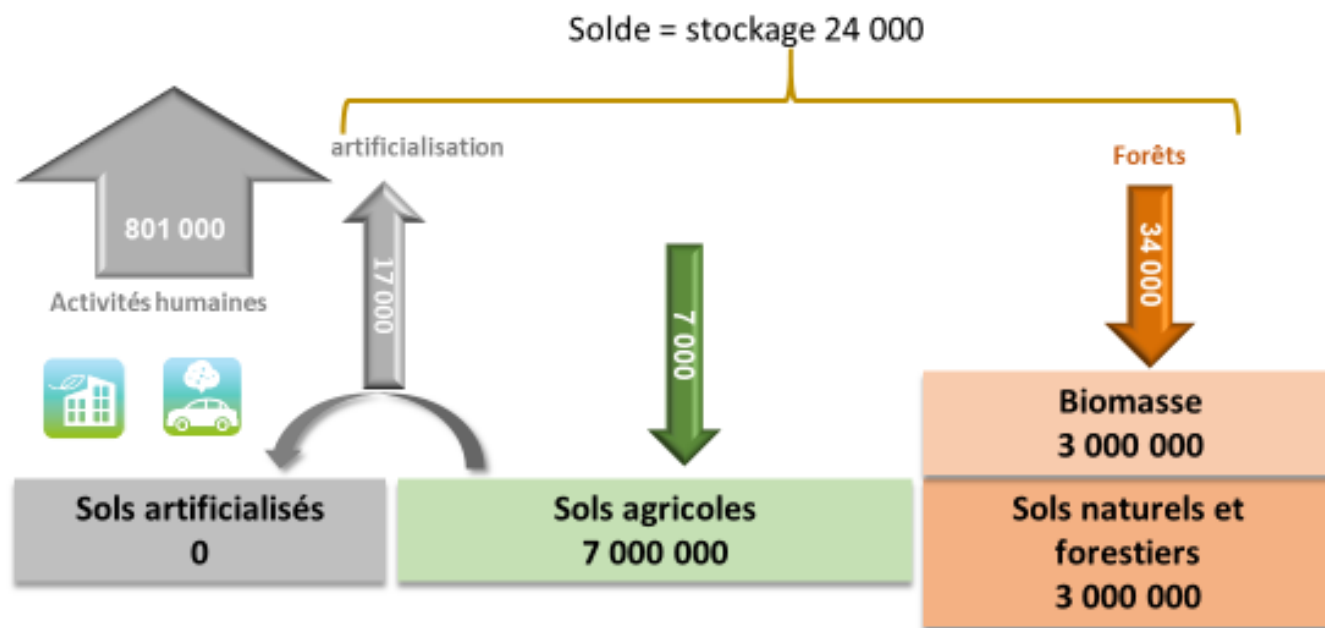 Solde = stockage 24 000
artificialisation
Forêts
801 000
17 000
7 000
34 000
Activités humaines
Biomasse
3 000 000
Sols artificialisés
0
Sols agricoles
7 000 000
Sols naturels et
forestiers
3 000 000